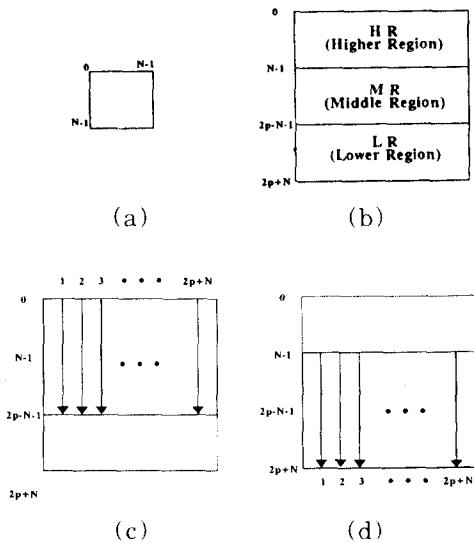 0 N-1
N-1
(a)
0
H R
(Higher Region)
N-1
M R
(Middle Region)
2p-N-1
L R
(Lower Region)
2p+N
(b)
1 2 3 • • • 2p+N
0
N-1
• • •
2p-N-1
2p+N
(c)
0
N-1
2p-N-1
• • •
2p+N
1 2 3 • • • 2p+N
(d)